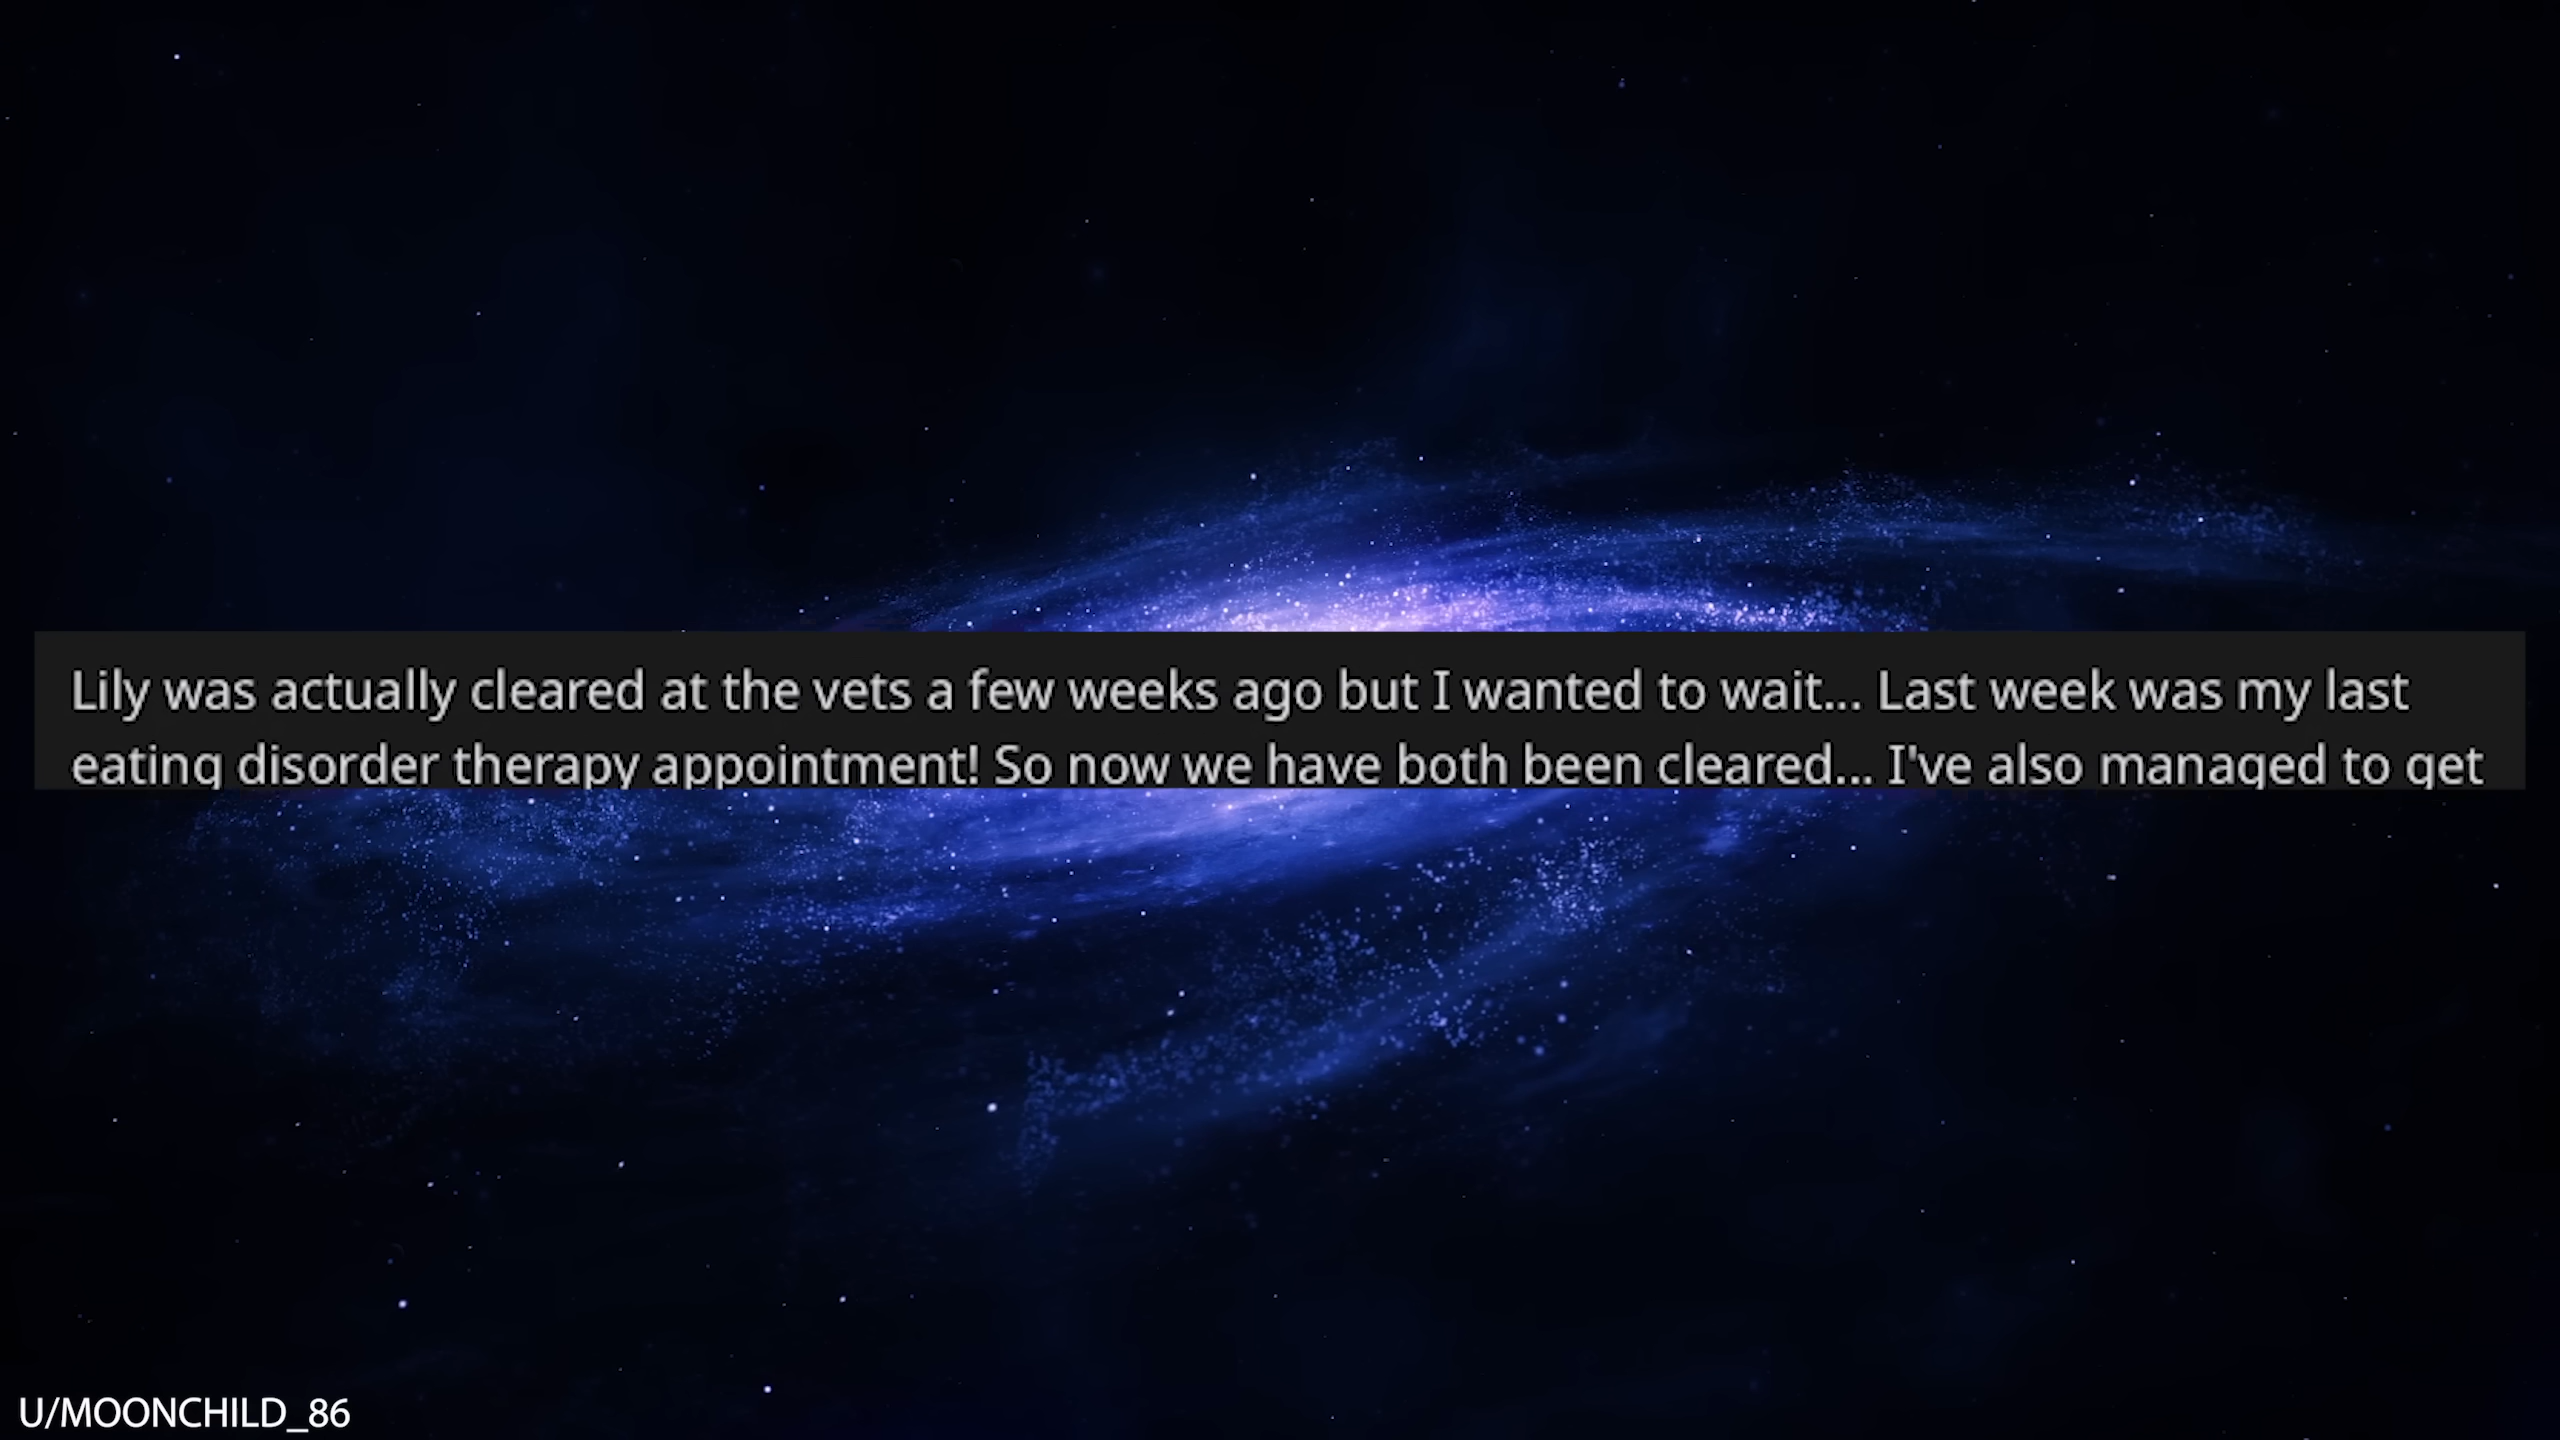 Lily was actually cleared at the vets a few weeks ago but I wanted to wait... Last week was my last
eating disorder therapy appointment! So now we have both been cleared... I've also managed to get
U/MOONCHILD_86